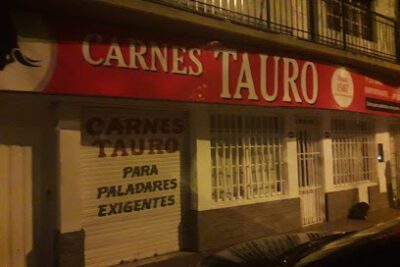 CARNES TAURO
CARNES
TAURO
PARA
PALADARES
EXIGENTES